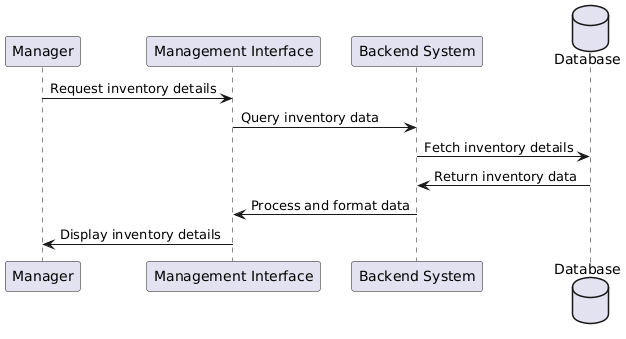 Database
Manager
Management Interface
Backend System
Request inventory details
Query inventory data
Fetch inventory details
Return inventory data
Process and format data
Display inventory details
Database
Manager
Management Interface
Backend System